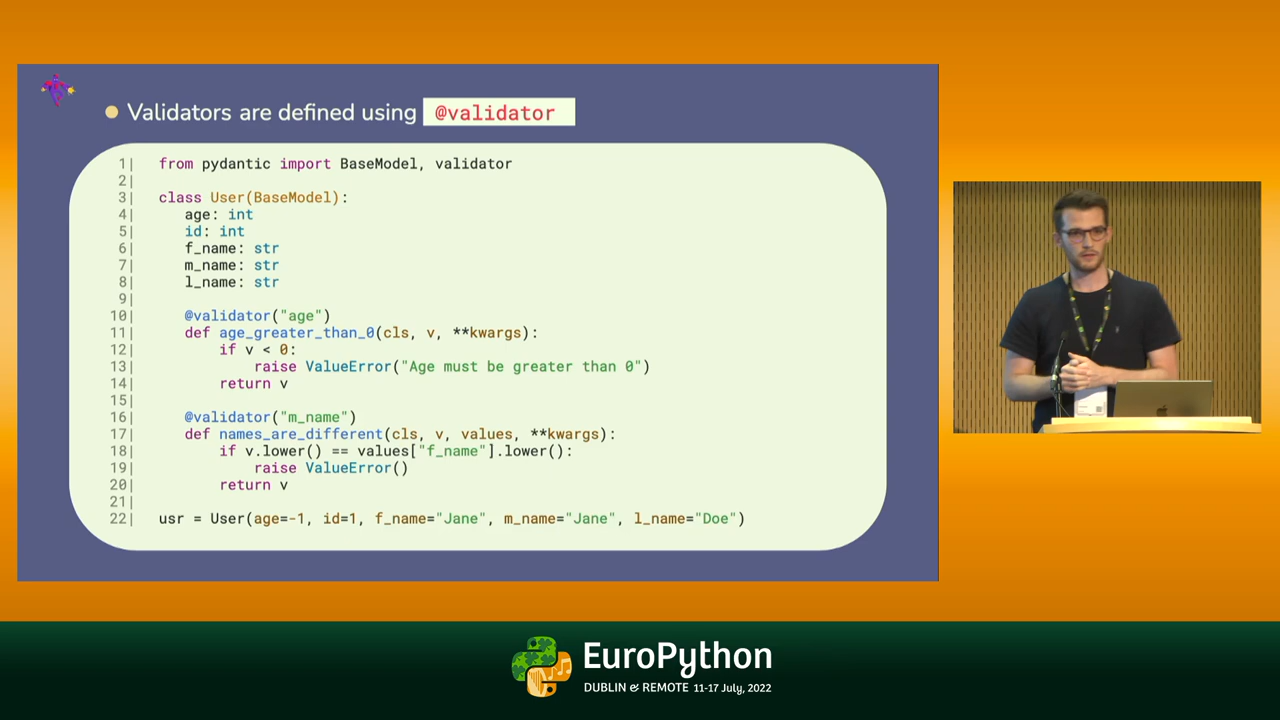 Validators are defined using @validator
1| from pydantic import BaseModel, validator
2|
3| class User(BaseModel):
4| age: int
5| id: int
6| f_name: str
7| m_name: str
8| l_name: str
9|
10| @validator("age")
11| def age_greater_than_0(cls, v, **kwargs):
12| if v < 0:
13| raise ValueError("Age must be greater than 0")
14| return v
15|
16| @validator("m_name")
17| def names_are_different(cls, v, values, **kwargs):
18| if v.lower() == values["f_name"].lower():
19| raise ValueError()
20| return v
21|
22| usr = User(age=-1, id=1, f_name="Jane", m_name="Jane", l_name="Doe")
EuroPython
DUBLIN & REMOTE 11-17 July, 2022